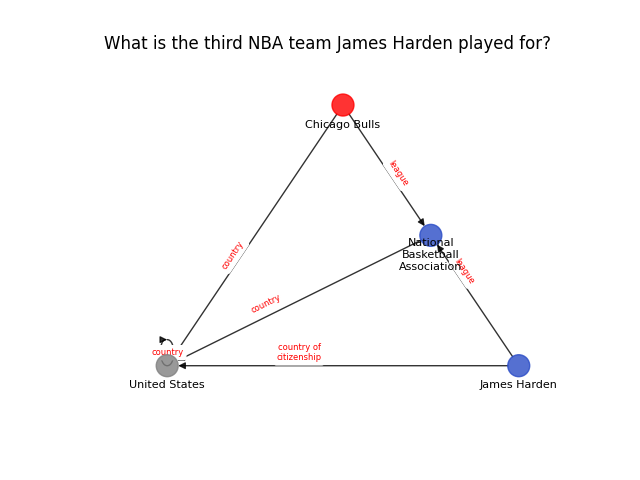 What is the third NBA team James Harden played for?
Chicago Bulls
league
National
Basketball
Association
league
country
country
country of
citizenship
country
United States
James Harden